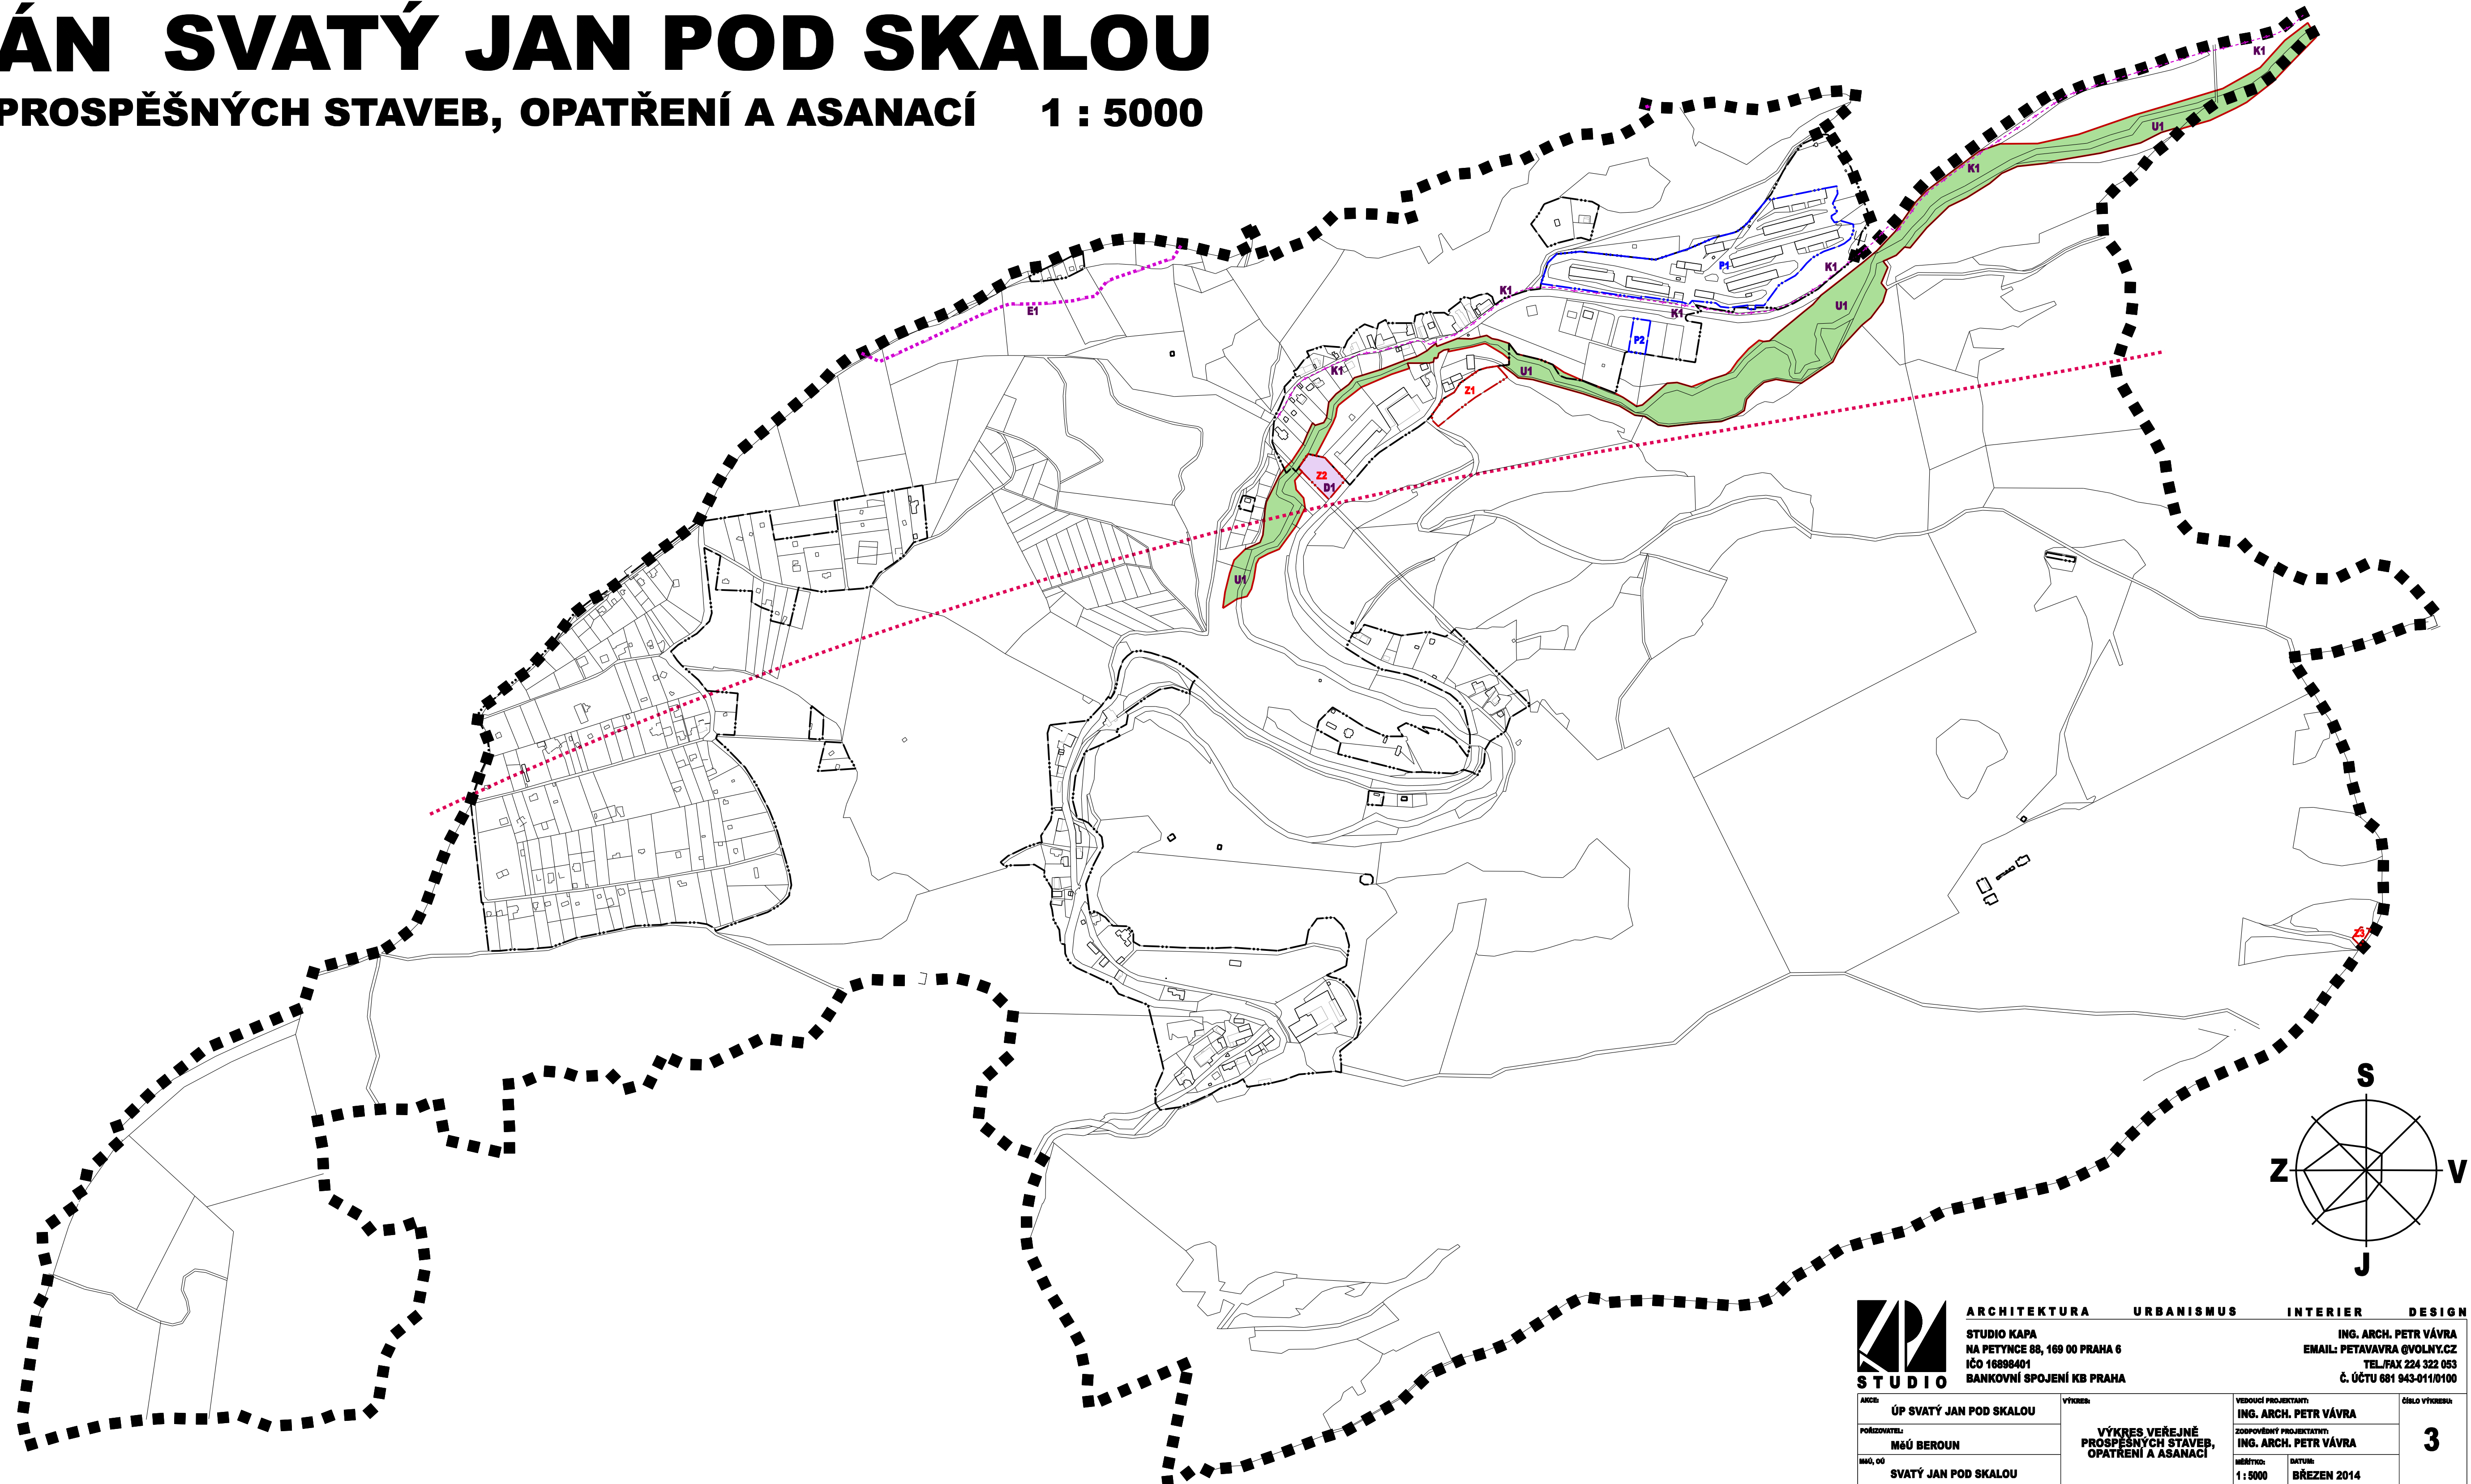 ÁN SVATÝ JAN POD SKALOU
PROSPĚŠNÝCH STAVEB, OPATŘENÍ A ASANACÍ 1 : 5000
K1
U1
K1
P1
K1
U1
K1
K1
E1
P2
K1
U1
Z1
Z2
D1
U1
Z3
S
Z
V
J
STUDIO
ARCHITEKTURA URBANISMUS INTERIER DESIGN
STUDIO KAPA
NA PETYNCE 88, 169 00 PRAHA 6
IČO 16898401
BANKOVNÍ SPOJENÍ KB PRAHA
ING. ARCH. PETR VÁVRA
EMAIL: PETAVAVRA @VOLNY.CZ
TEL./FAX 224 322 053
Č. ÚČTU 681 943-011/0100
AKCE:
ÚP SVATÝ JAN POD SKALOU
POŘIZOVATEL:
MěÚ BEROUN
MěÚ, OÚ
SVATÝ JAN POD SKALOU
VÝKRES:
VÝKRES VEŘEJNĚ
PROSPĚŠNÝCH STAVEB,
OPATŘENÍ A ASANACÍ
VEDOUCÍ PROJEKTANT:
ING. ARCH. PETR VÁVRA
ZODPOVĚDNÝ PROJEKTATNT:
ING. ARCH. PETR VÁVRA
MĚŘÍTKO:
1 : 5000
DATUM:
BŘEZEN 2014
ČÍSLO VÝKRESU:
3